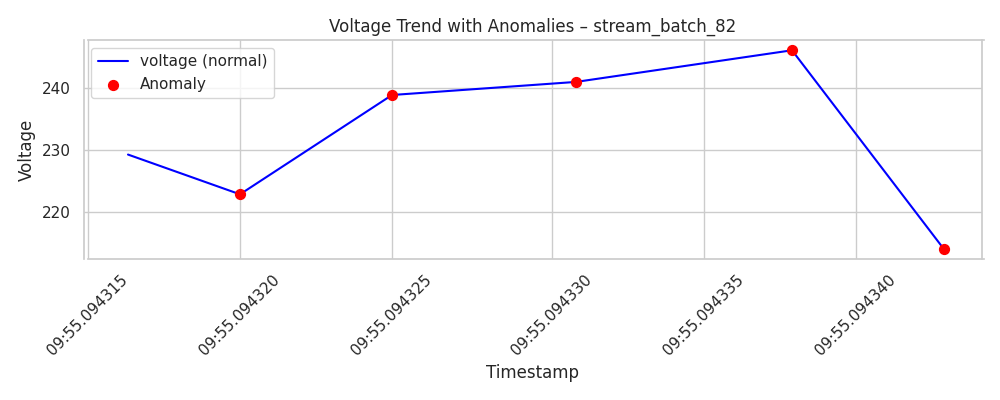 Voltage Trend with Anomalies – stream_batch_82
voltage (normal)
Anomaly
Voltage
240
230
220
09:55.094315
09:55.094320
09:55.094325
09:55.094330
09:55.094335
09:55.094340
Timestamp